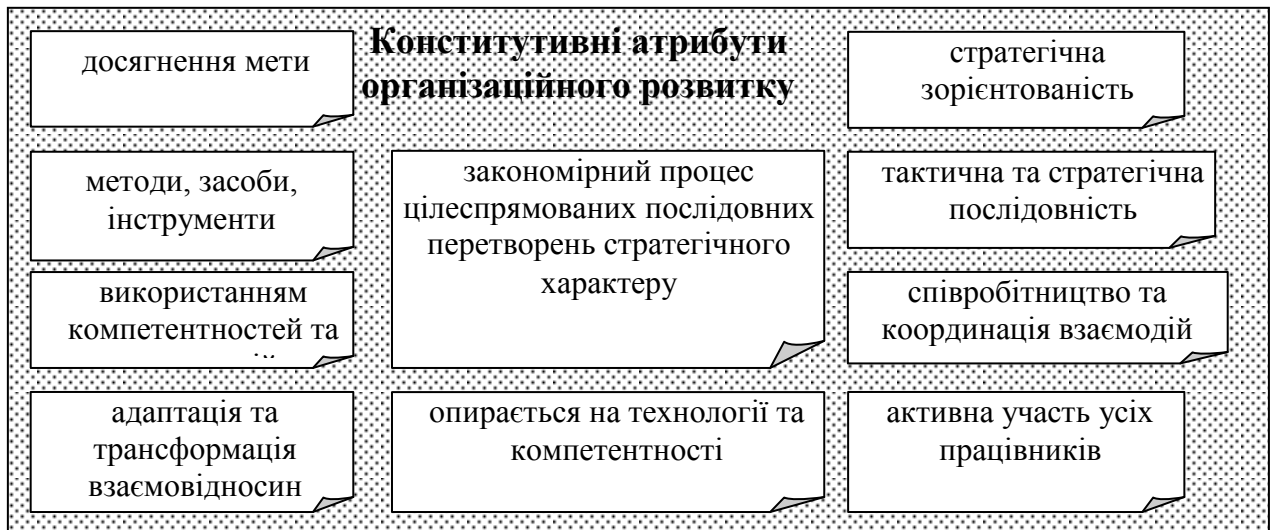 Конститутивні атрибути
організаційного розвитку
досягнення мети
стратегічна
зорієнтованість
методи, засоби,
інструменти
закономірний процес
цілеспрямованих послідовних
перетворень стратегічного
характеру
тактична та стратегічна
послідовність
використанням
компетентностей та
співробітництво та
координація взаємодій
адаптація та
трансформація
взаємовідносин
опирається на технології та
компетентності
активна участь усіх
працівників